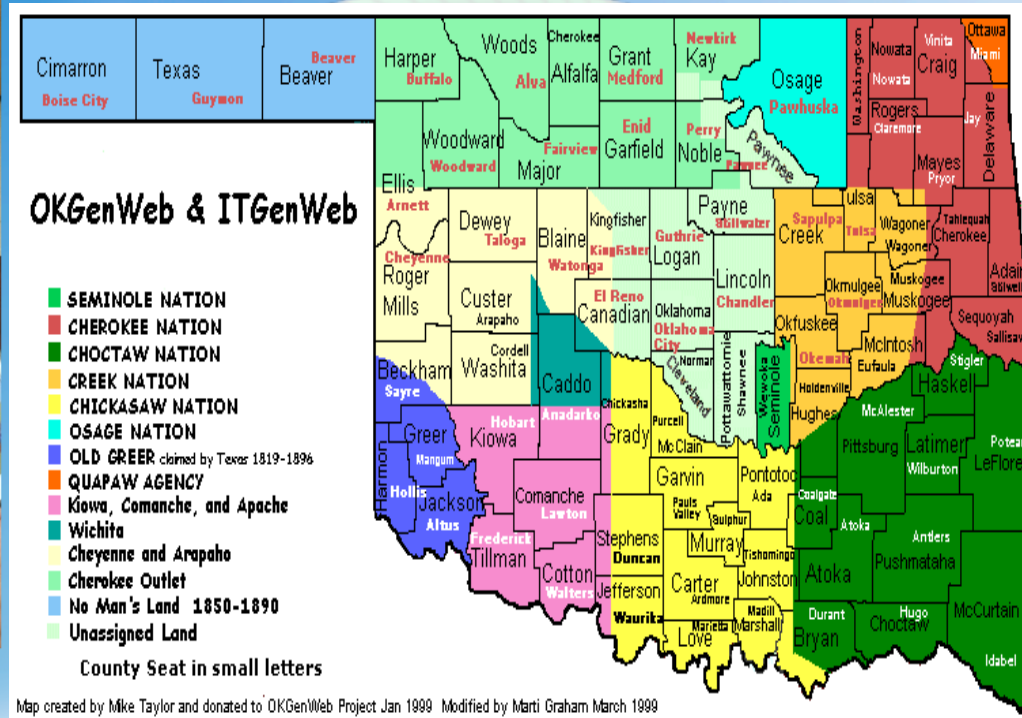 OKGenWeb & ITGenWeb
SEMINOLE NATION
CHEROKEE NATION
CHOCTAW NATION
CREEK NATION
CHICKASAW NATION
OSAGE NATION
OLD GREER claimed by Texas 1819-1896
QUAPAW AGENCY
Kiowa, Comanche, and Apache
Wichita
Cheyenne and Arapaho
Cherokee Outlet
No Man's Land 1850-1890
Unassigned Land
County Seat in small letters
Map created by Mike Taylor and donated to OKGenWeb Project Jan 1999 Modified by Marti Graham March 1999
Cimarron
Boise City
Texas
Guymon
Beaver
Beaver
Harper
Buffalo
Woods
Alva
Cherokee
Alfalfa
Grant
Medford
Newkirk
Kay
Osage
Pawhuska
Washington
Nowata
Nowata
Vinita
Craig
Ottawa
Miami
Rogers
Claremore
Jay
Delaware
Mayes
Pryor
Woodward
Woodward
Fairview
Major
Enid
Garfield
Perry
Noble
Pawnee
Pawnee
Ellis
Arnett
Dewey
Taloga
Blaine
Watonga
Kingfisher
Kingfisher
Guthrie
Logan
Payne
Stillwater
Sapulpa
Creek
ulsa
Tulsa
Wagoner
Wagoner
Tahlequah
Cherokee
Adair
Stilwell
Cheyenne
Roger
Mills
Custer
Arapaho
El Reno
Canadian
Oklahoma
Oklahoma
City
Lincoln
Chandler
Okmulgee
Okmulgee
Muskogee
Muskogee
Sequoyah
Sallisaw
Okfuskee
Okemah
McIntosh
Eufaula
Beckham
Sayre
Cordell
Washita
Caddo
Anadarko
Norman
Cleveland
Pottawattomie
Shawnee
Wewoka
Seminole
Holdenville
Hughes
Stigler
Haskel
McAlester
Pittsburg
Latimer
Wilburton
Poteau
LeFlore
Harmon
Hollis
Greer
Mangum
Jackson
Altus
Hobart
Kiowa
Chickasha
Grady
Purcell
McClain
Garvin
Pauls
Valley
Pontotoc
Ada
Coalgate
Coal
Comanche
Lawton
Stephens
Duncan
Sulphur
Murray
Tishomingo
Johnston
Atoka
Atoka
Antlers
Pushmataha
Frederick
Tillman
Cotton
Walters
Jefferson
Waurika
Carter
Ardmore
Marietta
Love
Madill
Marshall
Durant
Bryan
Hugo
Choctaw
McCurtain
Idabel